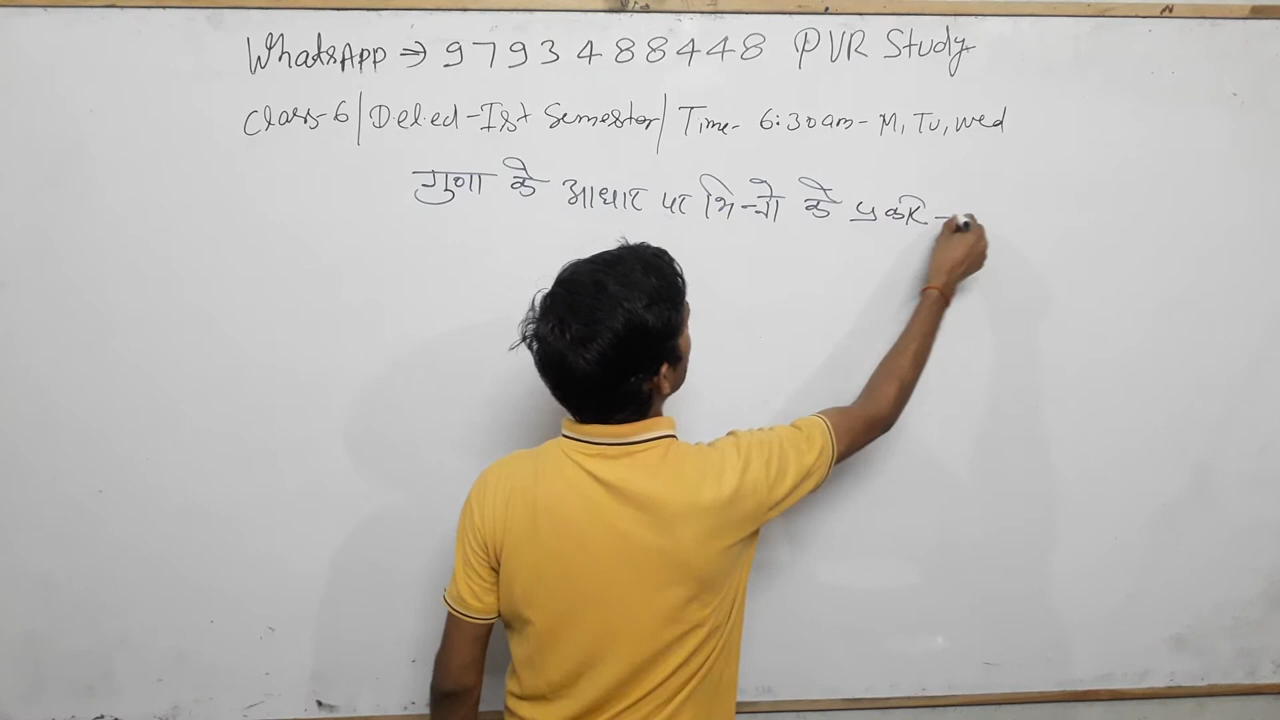 WhatsApp → 9793488448 PVR Study
Class-6 | D.el.ed-Ist Semester | Time- 6:30am- M, Tu, Wed
गुणा के आधार पर भिन्नो के प्रकार -